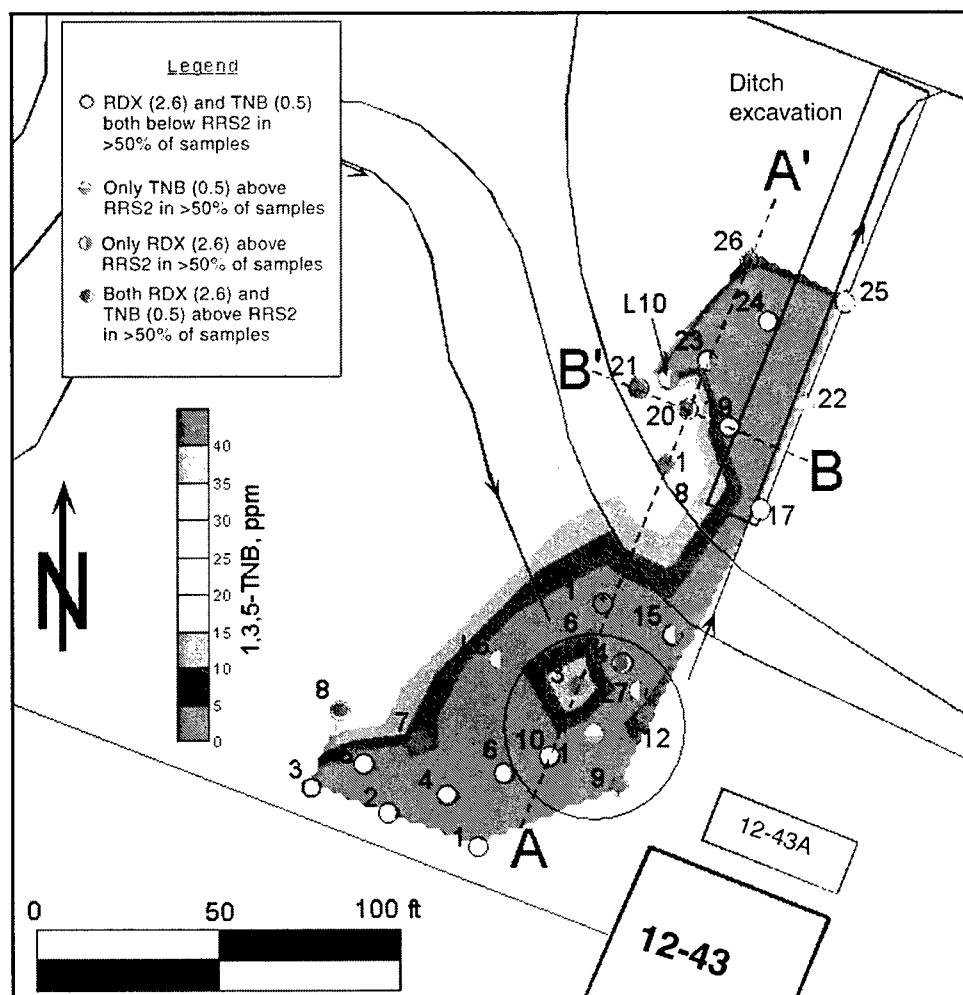 Legend
RDX (2.6) and TNB (0.5)
both below RRS2 in
>50% of samples
Only TNB (0.5) above
RRS2 in >50% of samples
Only RDX (2.6) above
RRS2 in >50% of samples
Both RDX (2.6) and
TNB (0.5) above RRS2
in >50% of samples
Ditch
excavation
A'
26
25
24
L10
23
B'
21
22
20
19
B
1
8
17
40
35
30
25
20
15
10
5
0
1,3,5-TNB, ppm
N
1
6
15
3
27
8
7
12
10
1
6
9
3
4
2
1
A
12-43A
12-43
0
50
100 ft